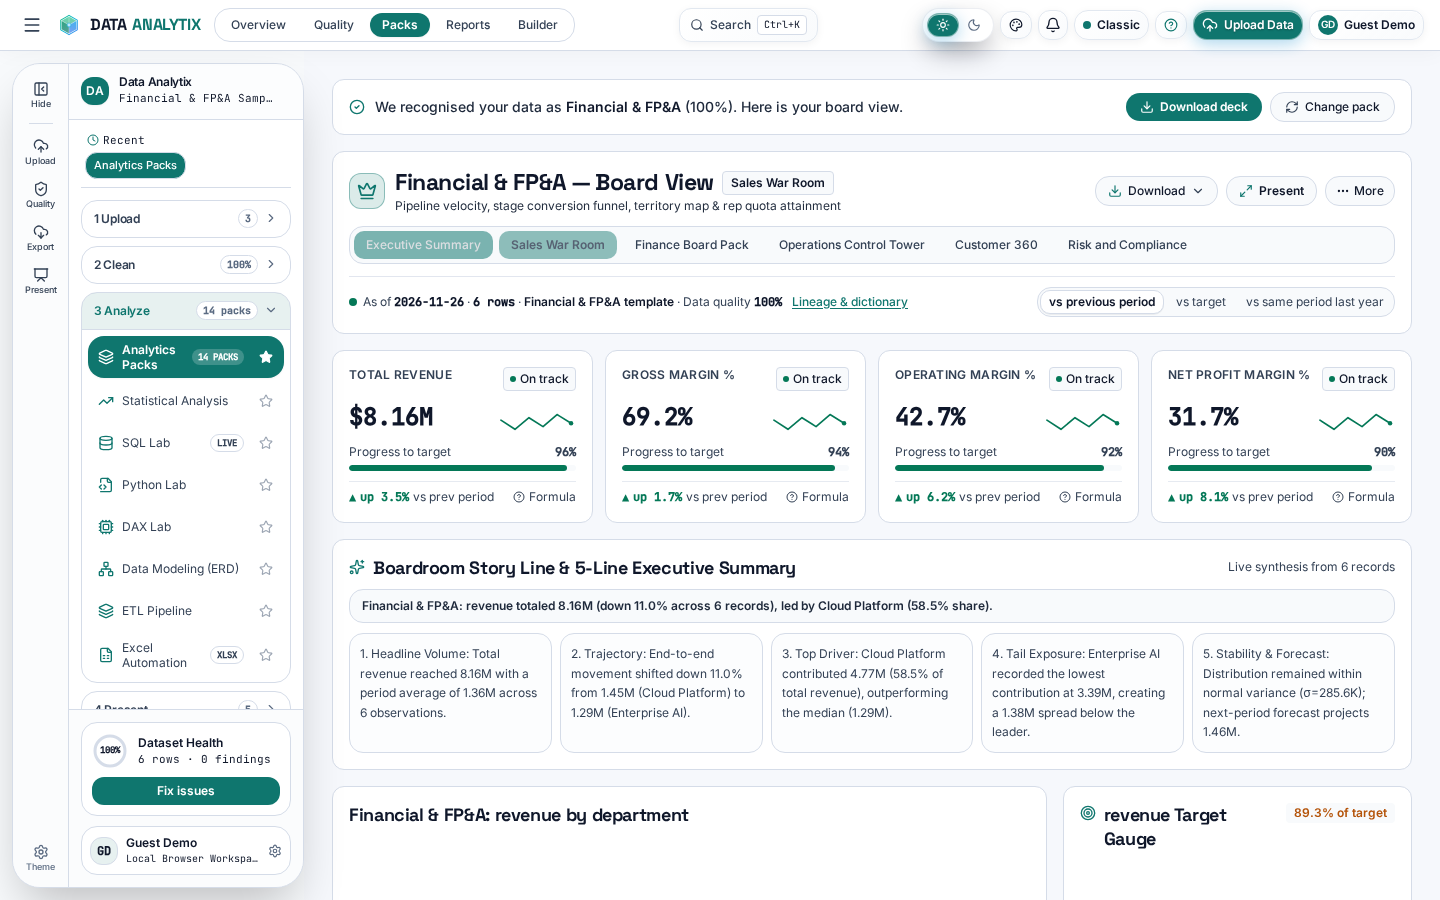 DATA ANALYTIX
Overview
Quality
Packs
Reports
Builder
Search Ctrl+K
Classic
Upload Data
GD Guest Demo
Hide
Upload
Quality
Export
Present
Theme
DA
Data Analytix
Financial & FP&A Samp…
Recent
Analytics Packs
1 Upload 3
2 Clean 100%
3 Analyze 14 packs
Analytics Packs 14 PACKS
Statistical Analysis
SQL Lab LIVE
Python Lab
DAX Lab
Data Modeling (ERD)
ETL Pipeline
Excel Automation XLSX
4 Present 5
100%
Dataset Health
6 rows · 0 findings
Fix issues
GD
Guest Demo
Local Browser Workspa…
We recognised your data as Financial & FP&A (100%). Here is your board view.
Download deck
Change pack
Financial & FP&A — Board View
Sales War Room
Pipeline velocity, stage conversion funnel, territory map & rep quota attainment
Download
Present
More
Executive Summary
Sales War Room
Finance Board Pack
Operations Control Tower
Customer 360
Risk and Compliance
As of 2026-11-26 · 6 rows · Financial & FP&A template · Data quality 100% Lineage & dictionary
vs previous period
vs target
vs same period last year
TOTAL REVENUE
On track
$8.16M
Progress to target 96%
▲ up 3.5% vs prev period
Formula
GROSS MARGIN %
On track
69.2%
Progress to target 94%
▲ up 1.7% vs prev period
Formula
OPERATING MARGIN %
On track
42.7%
Progress to target 92%
▲ up 6.2% vs prev period
Formula
NET PROFIT MARGIN %
On track
31.7%
Progress to target 90%
▲ up 8.1% vs prev period
Formula
Boardroom Story Line & 5-Line Executive Summary
Live synthesis from 6 records
Financial & FP&A: revenue totaled 8.16M (down 11.0% across 6 records), led by Cloud Platform (58.5% share).
1. Headline Volume: Total
revenue reached 8.16M with a
period average of 1.36M across
6 observations.
2. Trajectory: End-to-end
movement shifted down 11.0%
from 1.45M (Cloud Platform) to
1.29M (Enterprise AI).
3. Top Driver: Cloud Platform
contributed 4.77M (58.5% of
total revenue), outperforming
the median (1.29M).
4. Tail Exposure: Enterprise AI
recorded the lowest
contribution at 3.39M, creating
a 1.38M spread below the
leader.
5. Stability & Forecast:
Distribution remained within
normal variance (σ=285.6K);
next-period forecast projects
1.46M.
Financial & FP&A: revenue by department
revenue Target
Gauge
89.3% of target